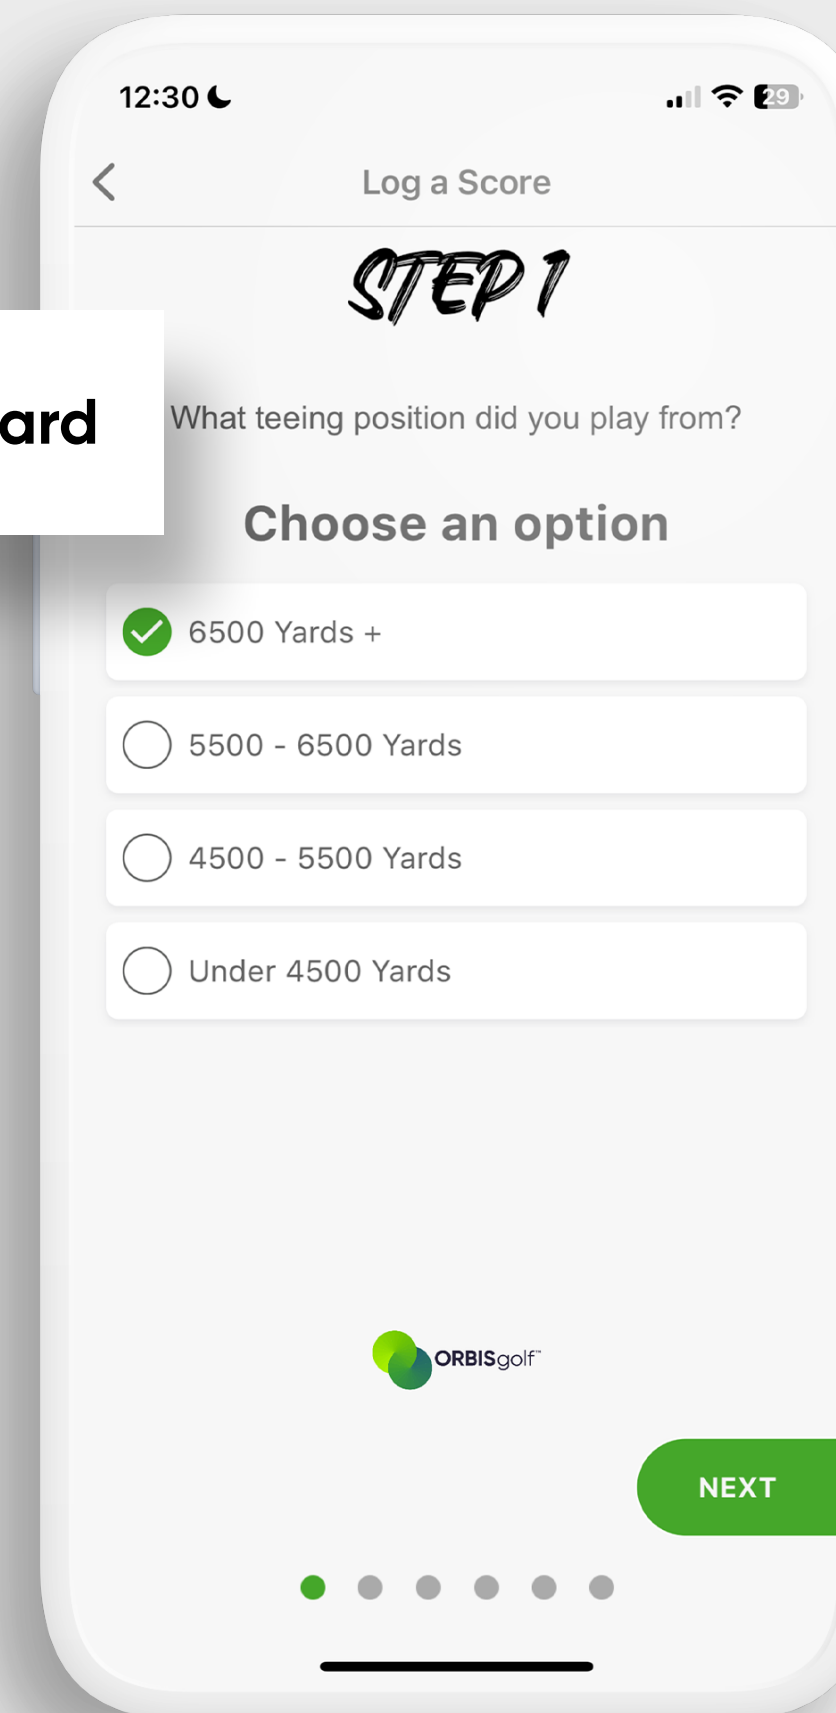 12:30
29
Log a Score
STEP 1
ard
What teeing position did you play from?
Choose an option
6500 Yards +
5500 - 6500 Yards
4500 - 5500 Yards
Under 4500 Yards
ORBISgolf™
NEXT